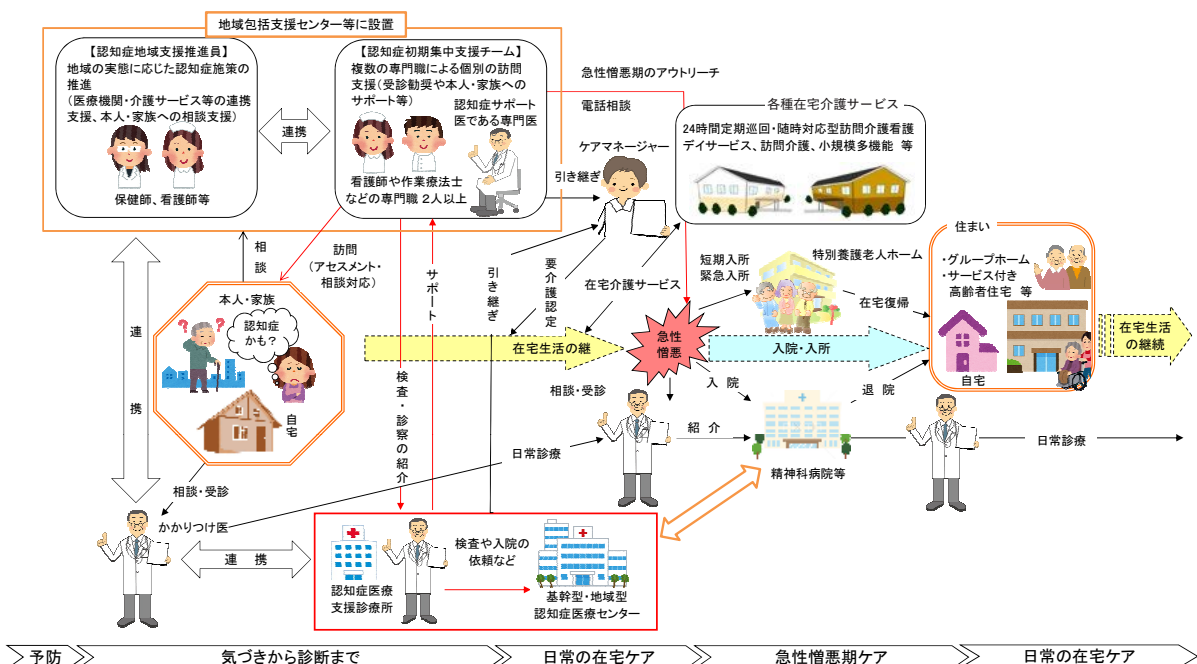 地域包括支援センター等に設置
【認知症地域支援推進員】
地域の実態に応じた認知症施策の
推進
(医療機関・介護サービス等の連携
支援、本人・家族への相談支援)
保健師、看護師等
連携
【認知症初期集中支援チーム】
複数の専門職による個別の訪問
支援(受診勧奨や本人・家族への
サポート等)
認知症サポート
医である専門医
看護師や作業療法士
などの専門職 2人以上
急性憎悪期のアウトリーチ
電話相談
ケアマネージャー
引き継ぎ
各種在宅介護サービス
24時間定期巡回・随時対応型訪問介護看護
デイサービス、訪問介護、小規模多機能 等
相談
訪問
(アセスメント・
相談対応)
サポート
引き継ぎ
要介護認定
在宅介護サービス
短期入所
緊急入所
特別養護老人ホーム
在宅復帰
住まい
・グループホーム
・サービス付き
高齢者住宅 等
自宅
本人・家族
認知症
かも?
自宅
連携
在宅生活の継
急性
憎悪
入院・入所
在宅生活
の継続
検査・診察の紹介
相談・受診
入院
退院
紹介
精神科病院等
日常診療
日常診療
相談・受診
かかりつけ医
連携
認知症医療
支援診療所
検査や入院の
依頼など
基幹型・地域型
認知症医療センター
予防
気づきから診断まで
日常の在宅ケア
急性憎悪期ケア
日常の在宅ケア